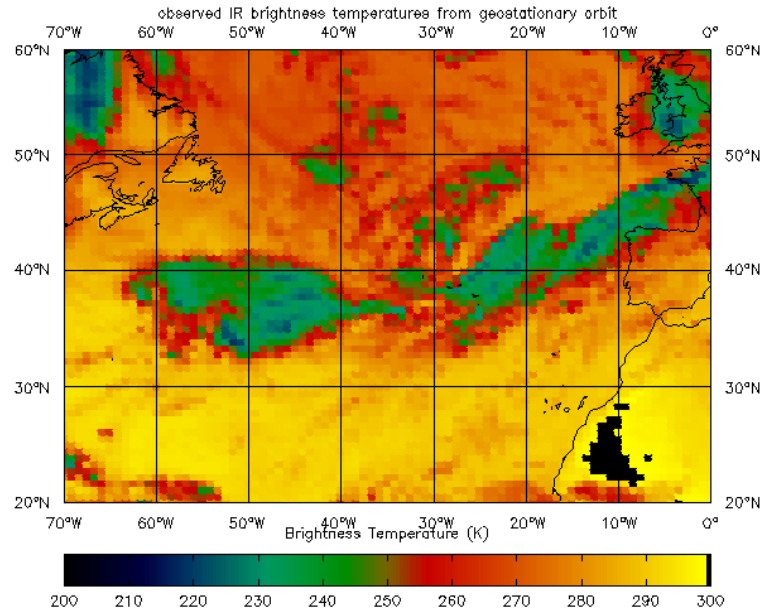 observed IR brightness temperatures from geostationary orbit
70°W 60°W 50°W 40°W 30°W 20°W 10°W 0°
60°N 60°N
50°N 50°N
40°N 40°N
30°N 30°N
20°N 20°N
70°W 60°W 50°W 40°W 30°W 20°W 10°W 0°
Brightness Temperature (K)
200 210 220 230 240 250 260 270 280 290 300